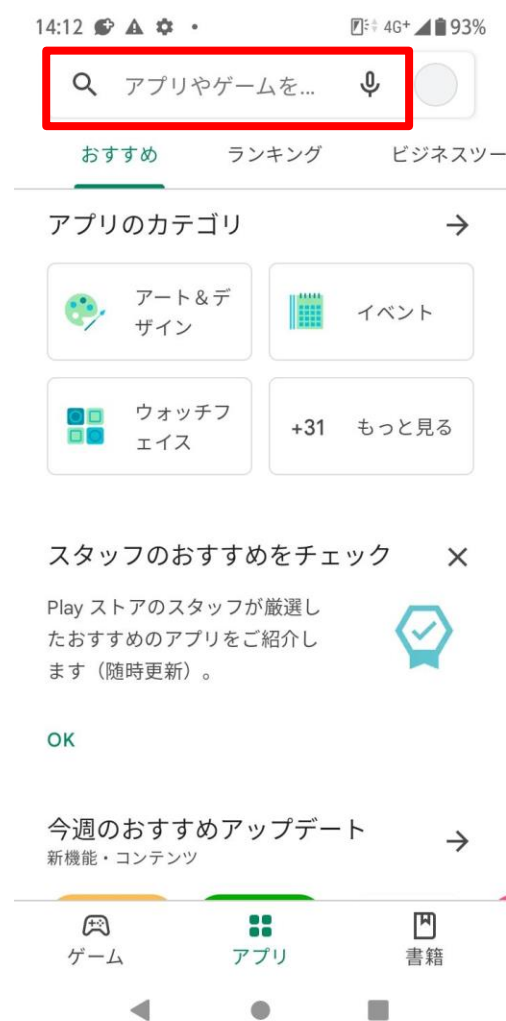 14:12 4G+ 93%
アプリやゲームを...
おすすめ ランキング ビジネスツー
アプリのカテゴリ
アート＆デ
ザイン
イベント
ウォッチフ
ェイス
+31 もっと見る
スタッフのおすすめをチェック
Play ストアのスタッフが厳選し
たおすすめのアプリをご紹介し
ます（随時更新）。
OK
今週のおすすめアップデート
新機能・コンテンツ
ゲーム アプリ 書籍